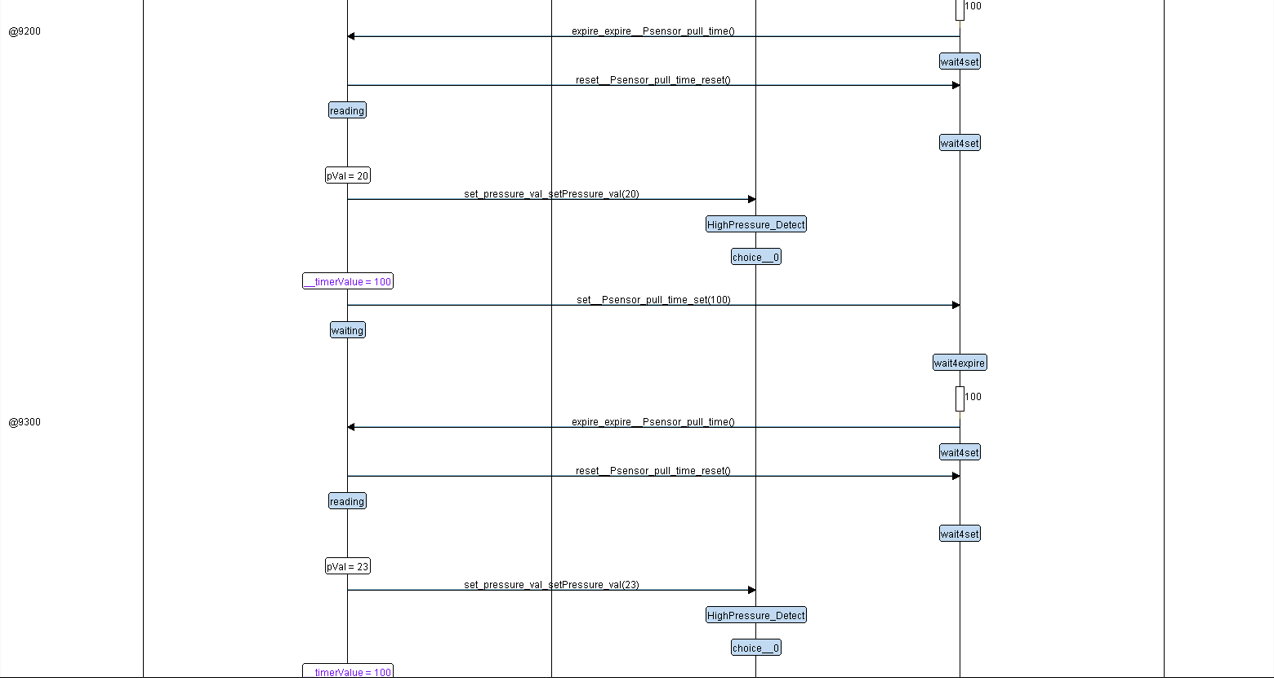 100
@9200
expire_expire__Psensor_pull_time()
wait4set
reset__Psensor_pull_time_reset()
reading
wait4set
pVal = 20
set_pressure_val_setPressure_val(20)
HighPressure_Detect
choice__0
__timerValue = 100
set__Psensor_pull_time_set(100)
waiting
wait4expire
100
@9300
expire_expire__Psensor_pull_time()
wait4set
reset__Psensor_pull_time_reset()
reading
wait4set
pVal = 23
set_pressure_val_setPressure_val(23)
HighPressure_Detect
choice__0
__timerValue = 100